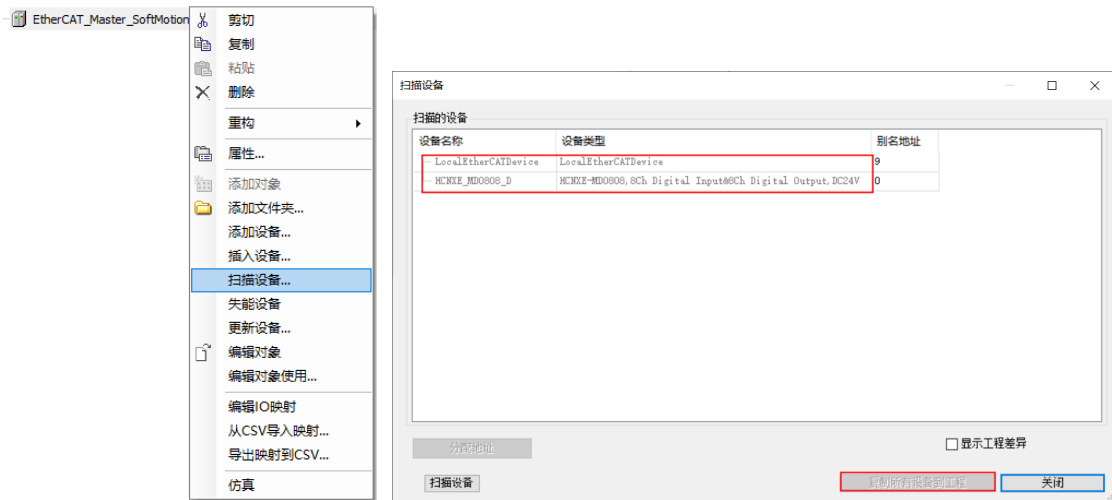 EtherCAT_Master_SoftMotion
剪切
复制
粘贴
删除
重构
属性...
添加对象
添加文件夹...
添加设备...
插入设备...
扫描设备...
失能设备
更新设备...
编辑对象
编辑对象使用...
编辑IO映射
从CSV导入映射...
导出映射到CSV...
仿真
扫描设备
扫描的设备
设备名称 设备类型 别名地址
LocalEtherCATDevice LocalEtherCATDevice 9
HCNXE_MD0808_D HCNXE-MD0808,8Ch Digital Input&8Ch Digital Output,DC24V 0
分配地址 显示工程差异
扫描设备 复制所有设备到工程 关闭